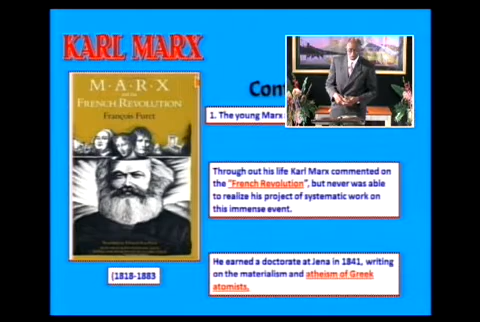 KARL MARX
M·A·R·X
and the
FRENCH REVOLUTION
François Furet
(1818-1883
Con
1. The young Marx
Through out his life Karl Marx commented on
the "French Revolution", but never was able
to realize his project of systematic work on
this immense event.
He earned a doctorate at Jena in 1841, writing
on the materialism and atheism of Greek
atomists.